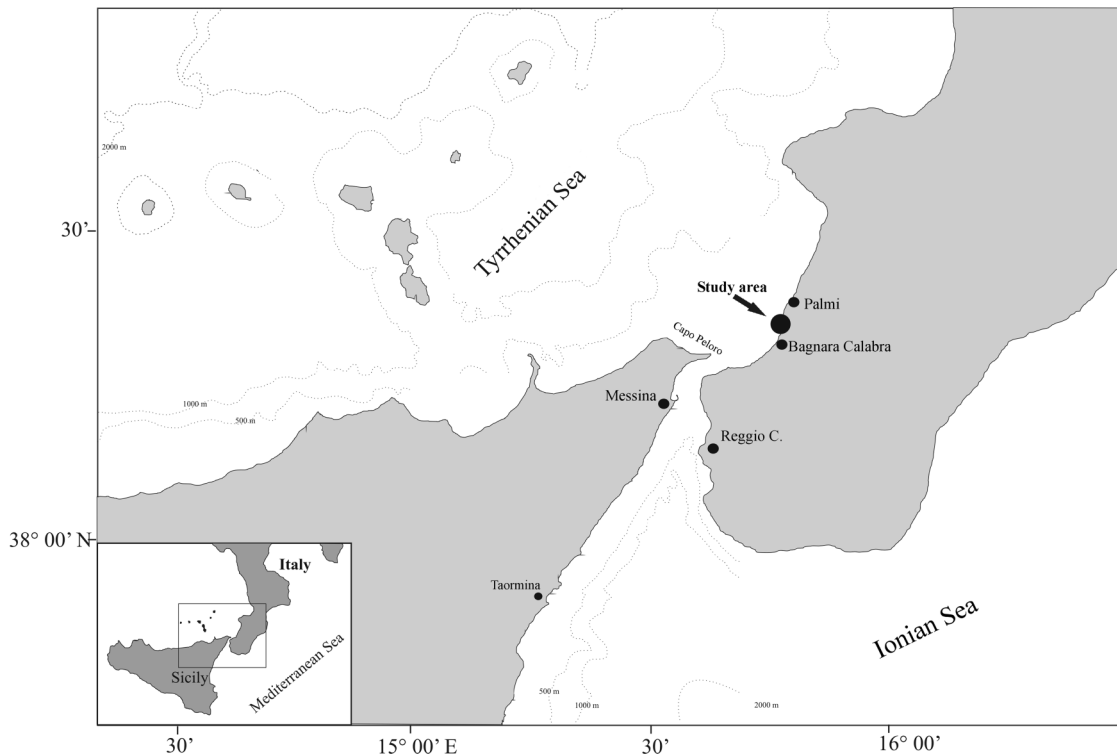 2000 m
30’
Tyrrhenian Sea
Study area
Palmi
Capo Peloro
Bagnara Calabra
1000 m
500 m
Messina
Reggio C.
38° 00’ N
Italy
Taormina
Ionian Sea
Mediterranean Sea
Sicily
500 m
1000 m
2000 m
30’
15° 00’ E
30’
16° 00’